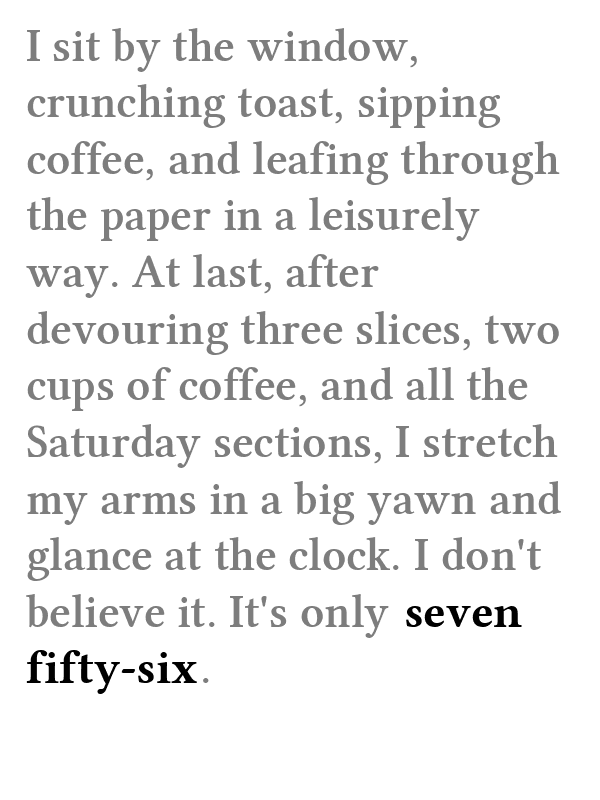 I sit by the window,
crunching toast, sipping
coffee, and leafing through
the paper in a leisurely
way. At last, after
devouring three slices, two
cups of coffee, and all the
Saturday sections, I stretch
my arms in a big yawn and
glance at the clock. I don't
believe it. It's only seven
fifty-six.